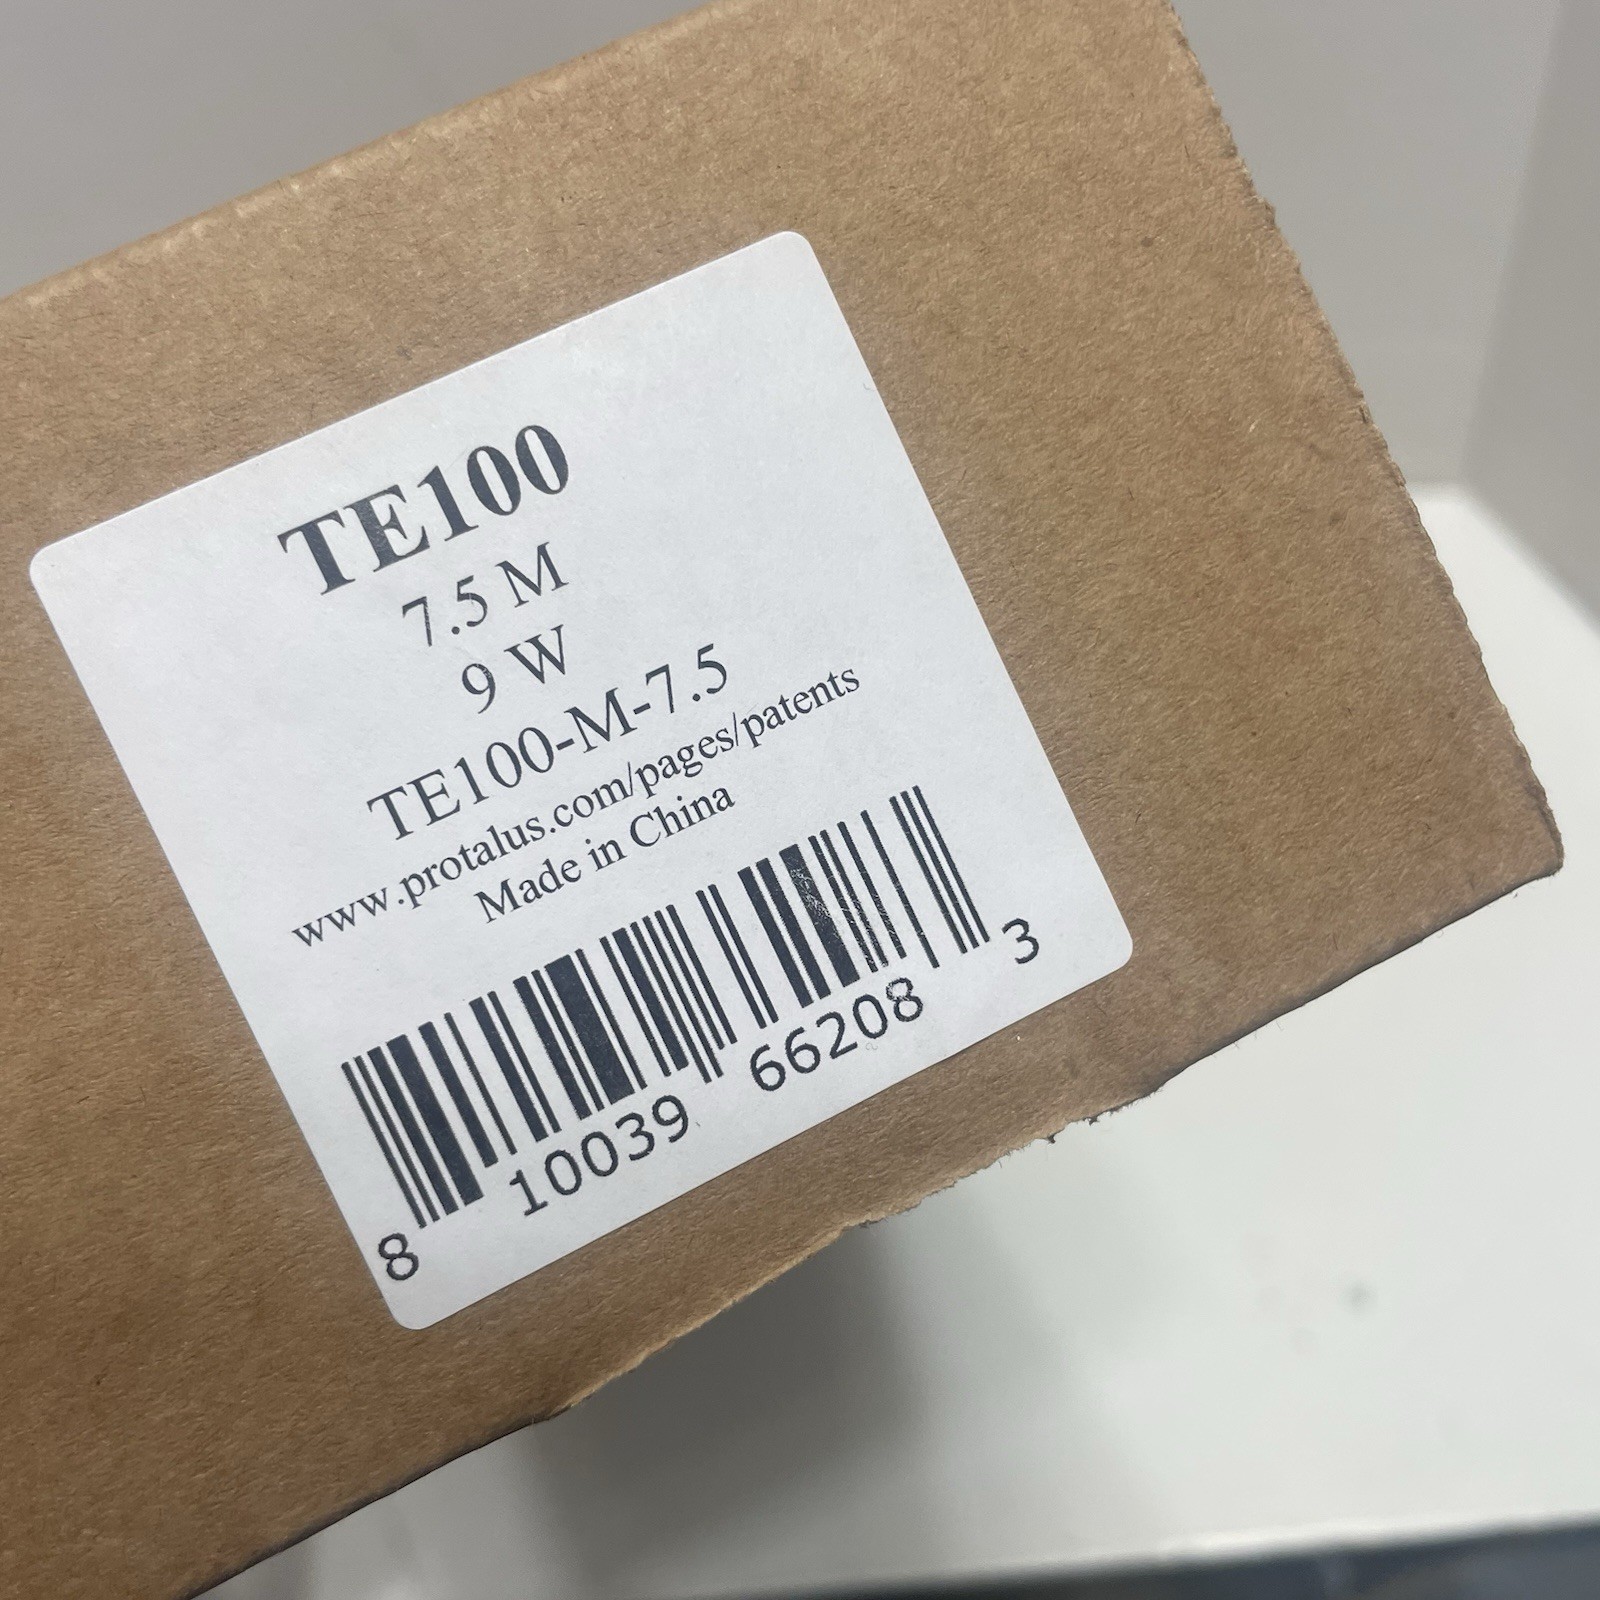 TE100
7.5 M
9 W
TE100-M-7.5
www.protalus.com/pages/patents
Made in China
8 10039 66208 3